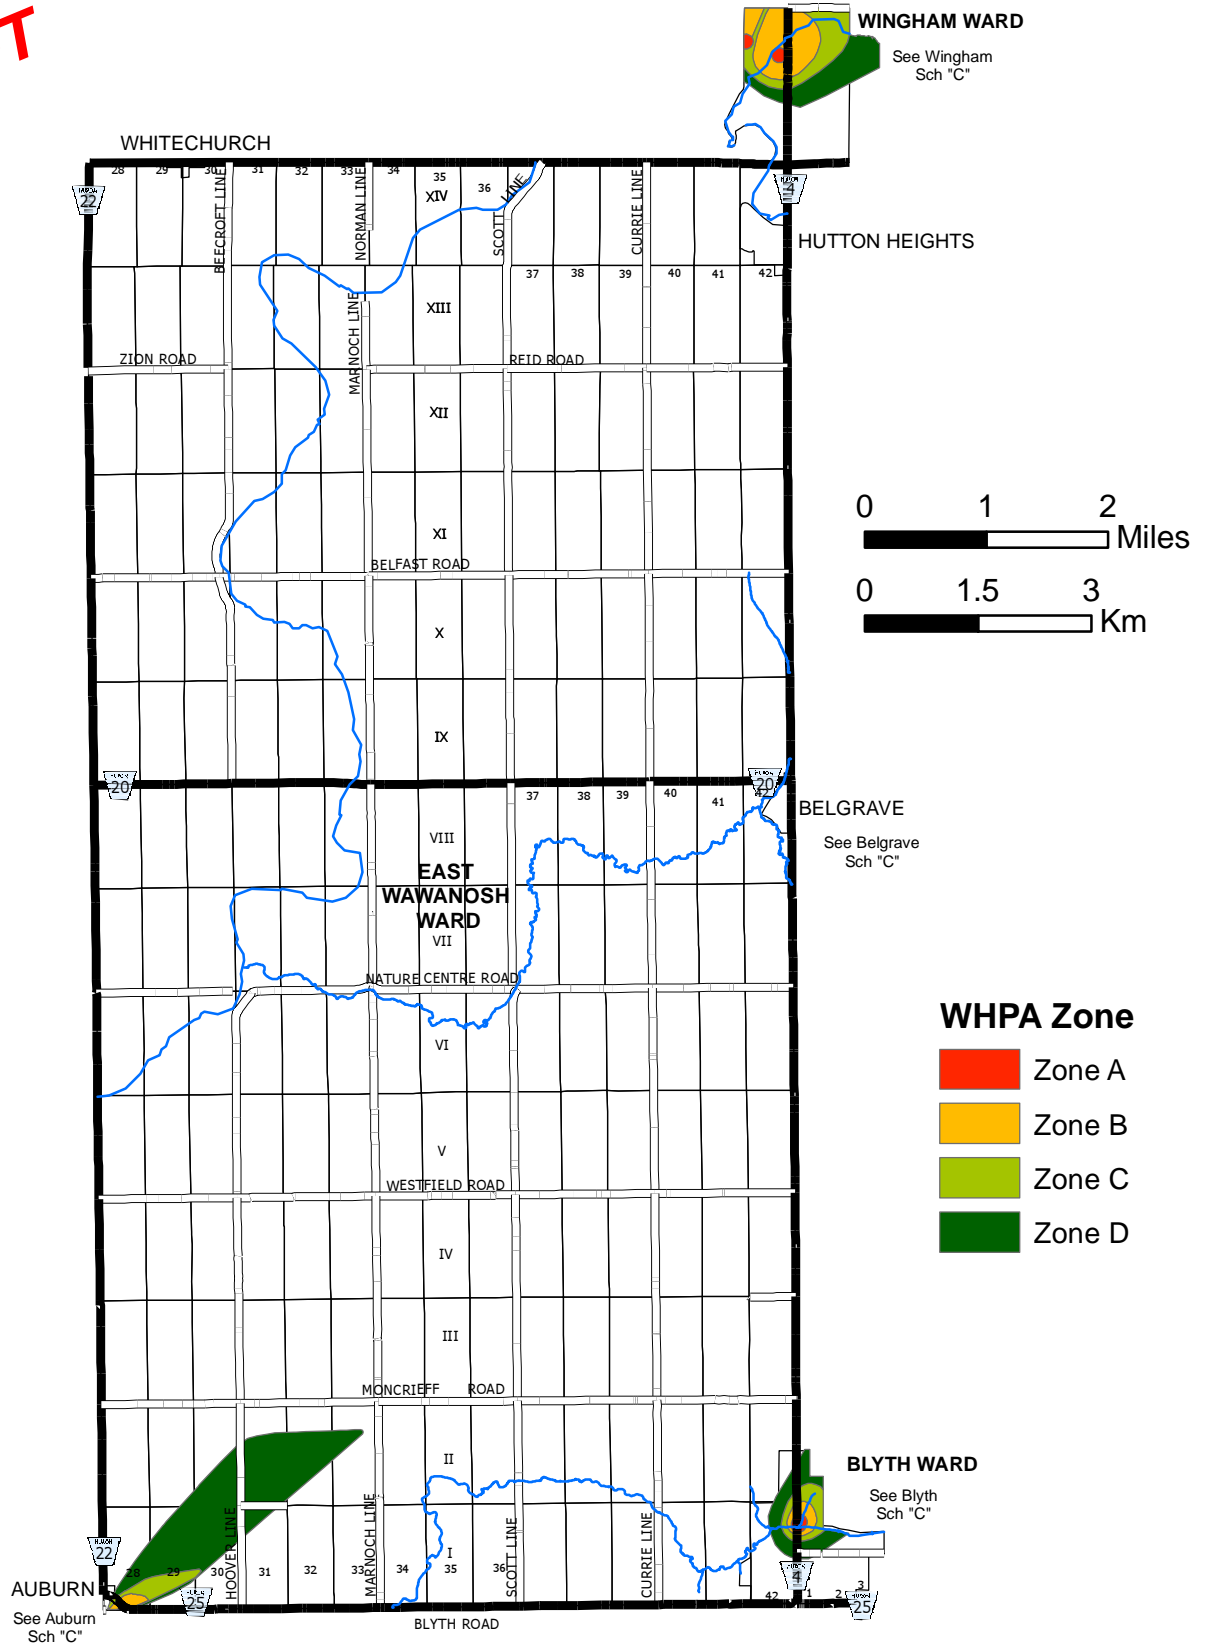 T
WINGHAM WARD
See Wingham
Sch "C"
WHITECHURCH
28 29 30 31 32 33 34 35 36
XIV
22
4
BEECROFT LINE
NORMAN LINE
SCOTT LINE
CURRIE LINE
HUTTON HEIGHTS
37 38 39 40 41 42
XIII
MARNOCH LINE
ZION ROAD
REID ROAD
XII
0 1 2
Miles
XI
BELFAST ROAD
0 1.5 3
Km
X
IX
20
20
37 38 39 40 41 42
BELGRAVE
See Belgrave
Sch "C"
VIII
EAST
WAWANOSH
WARD
VII
NATURE CENTRE ROAD
WHPA Zone
Zone A
Zone B
Zone C
Zone D
VI
V
WESTFIELD ROAD
IV
III
MONCRIEFF ROAD
II
BLYTH WARD
See Blyth
Sch "C"
HOOVER LINE
MARNOCH LINE
SCOTT LINE
CURRIE LINE
I
22
28 29 30 31 32 33 34 35 36
4
42 1 2 3
AUBURN
25
25
See Auburn
Sch "C"
BLYTH ROAD